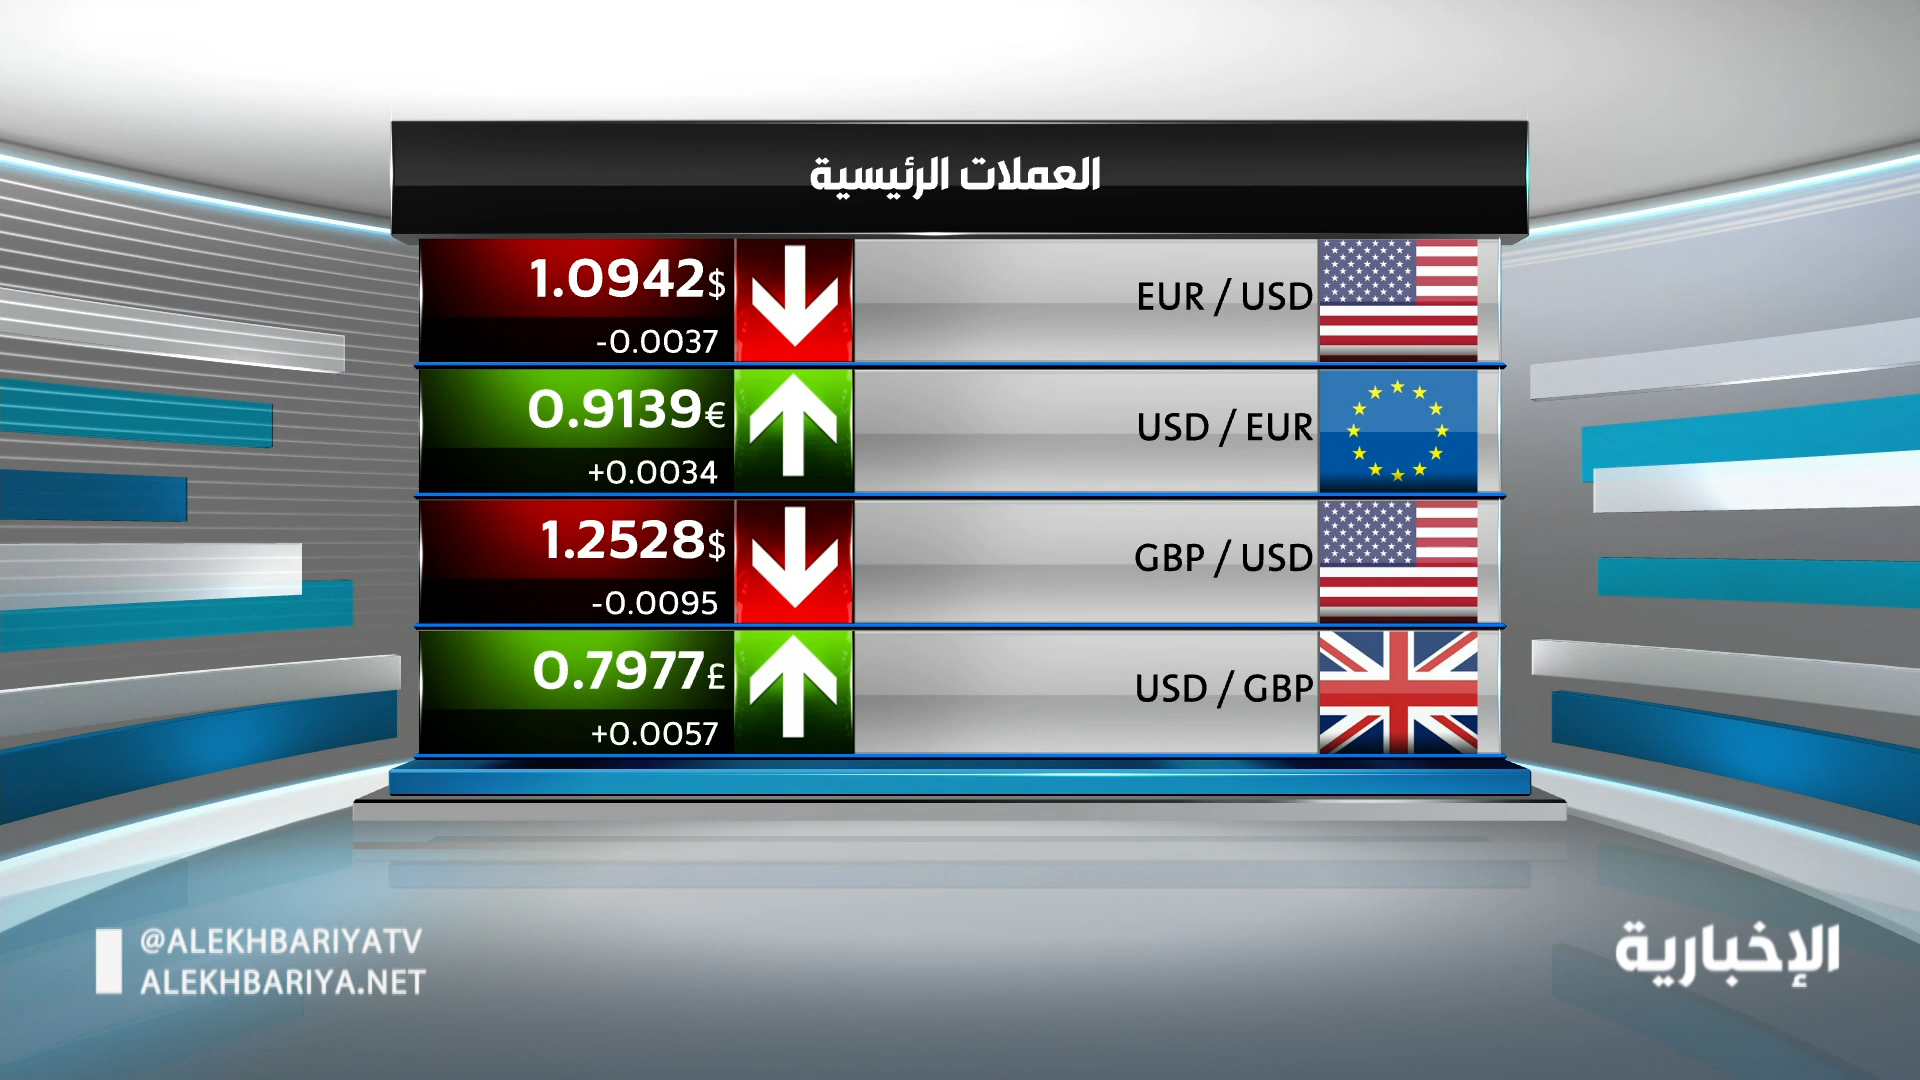 العملات الرئيسية
EUR / USD
1.0942$
-0.0037
USD / EUR
0.9139€
+0.0034
GBP / USD
1.2528$
-0.0095
USD / GBP
0.7977£
+0.0057
@ALEKHBARIYATV
ALEKHBARIYA.NET
الإخبارية